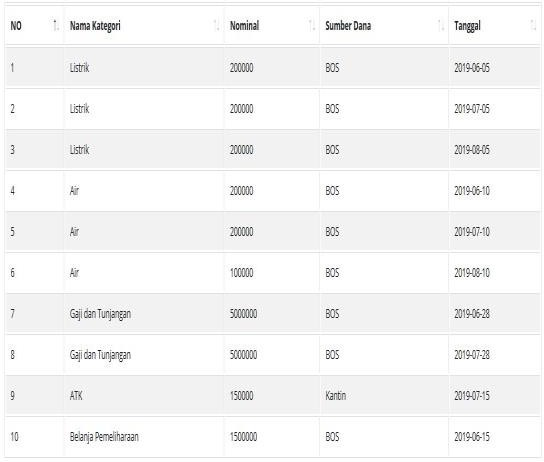 NO Nama Kategori Nominal Sumber Dana Tanggal
1 Listrik 200000 BOS 2019-06-05
2 Listrik 200000 BOS 2019-07-05
3 Listrik 200000 BOS 2019-08-05
4 Air 200000 BOS 2019-06-10
5 Air 200000 BOS 2019-07-10
6 Air 100000 BOS 2019-08-10
7 Gaji dan Tunjangan 5000000 BOS 2019-06-28
8 Gaji dan Tunjangan 5000000 BOS 2019-07-28
9 ATK 150000 Kantin 2019-07-15
10 Belanja Pemeliharaan 1500000 BOS 2019-06-15